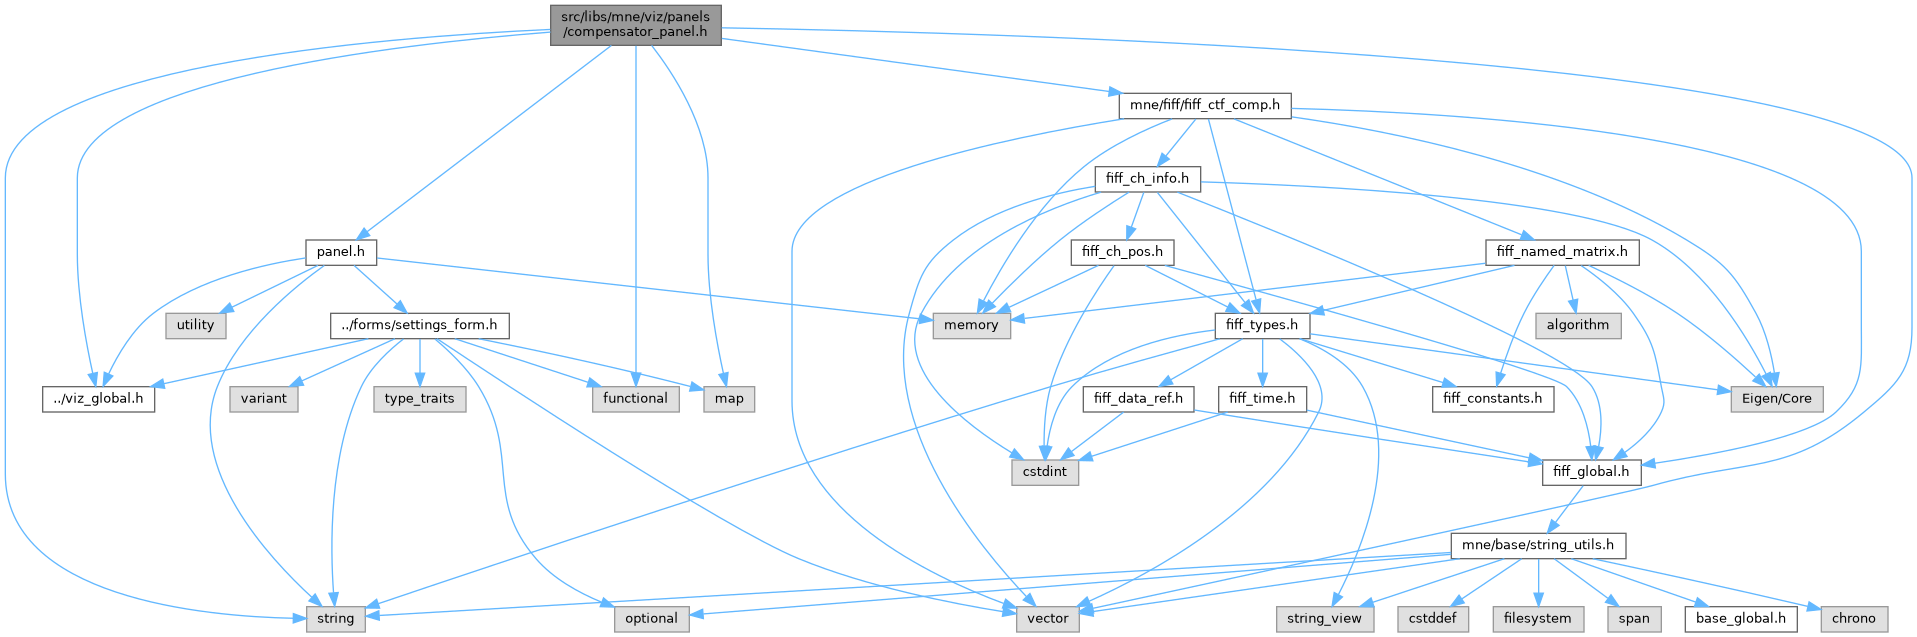 src/libs/mne/viz/panels
/compensator_panel.h
mne/fiff/fiff_ctf_comp.h
fiff_ch_info.h
panel.h
fiff_ch_pos.h
fiff_named_matrix.h
utility
../forms/settings_form.h
memory
fiff_types.h
algorithm
../viz_global.h
variant
type_traits
functional
map
fiff_data_ref.h
fiff_time.h
fiff_constants.h
Eigen/Core
cstdint
fiff_global.h
mne/base/string_utils.h
string
optional
vector
string_view
cstddef
filesystem
span
base_global.h
chrono